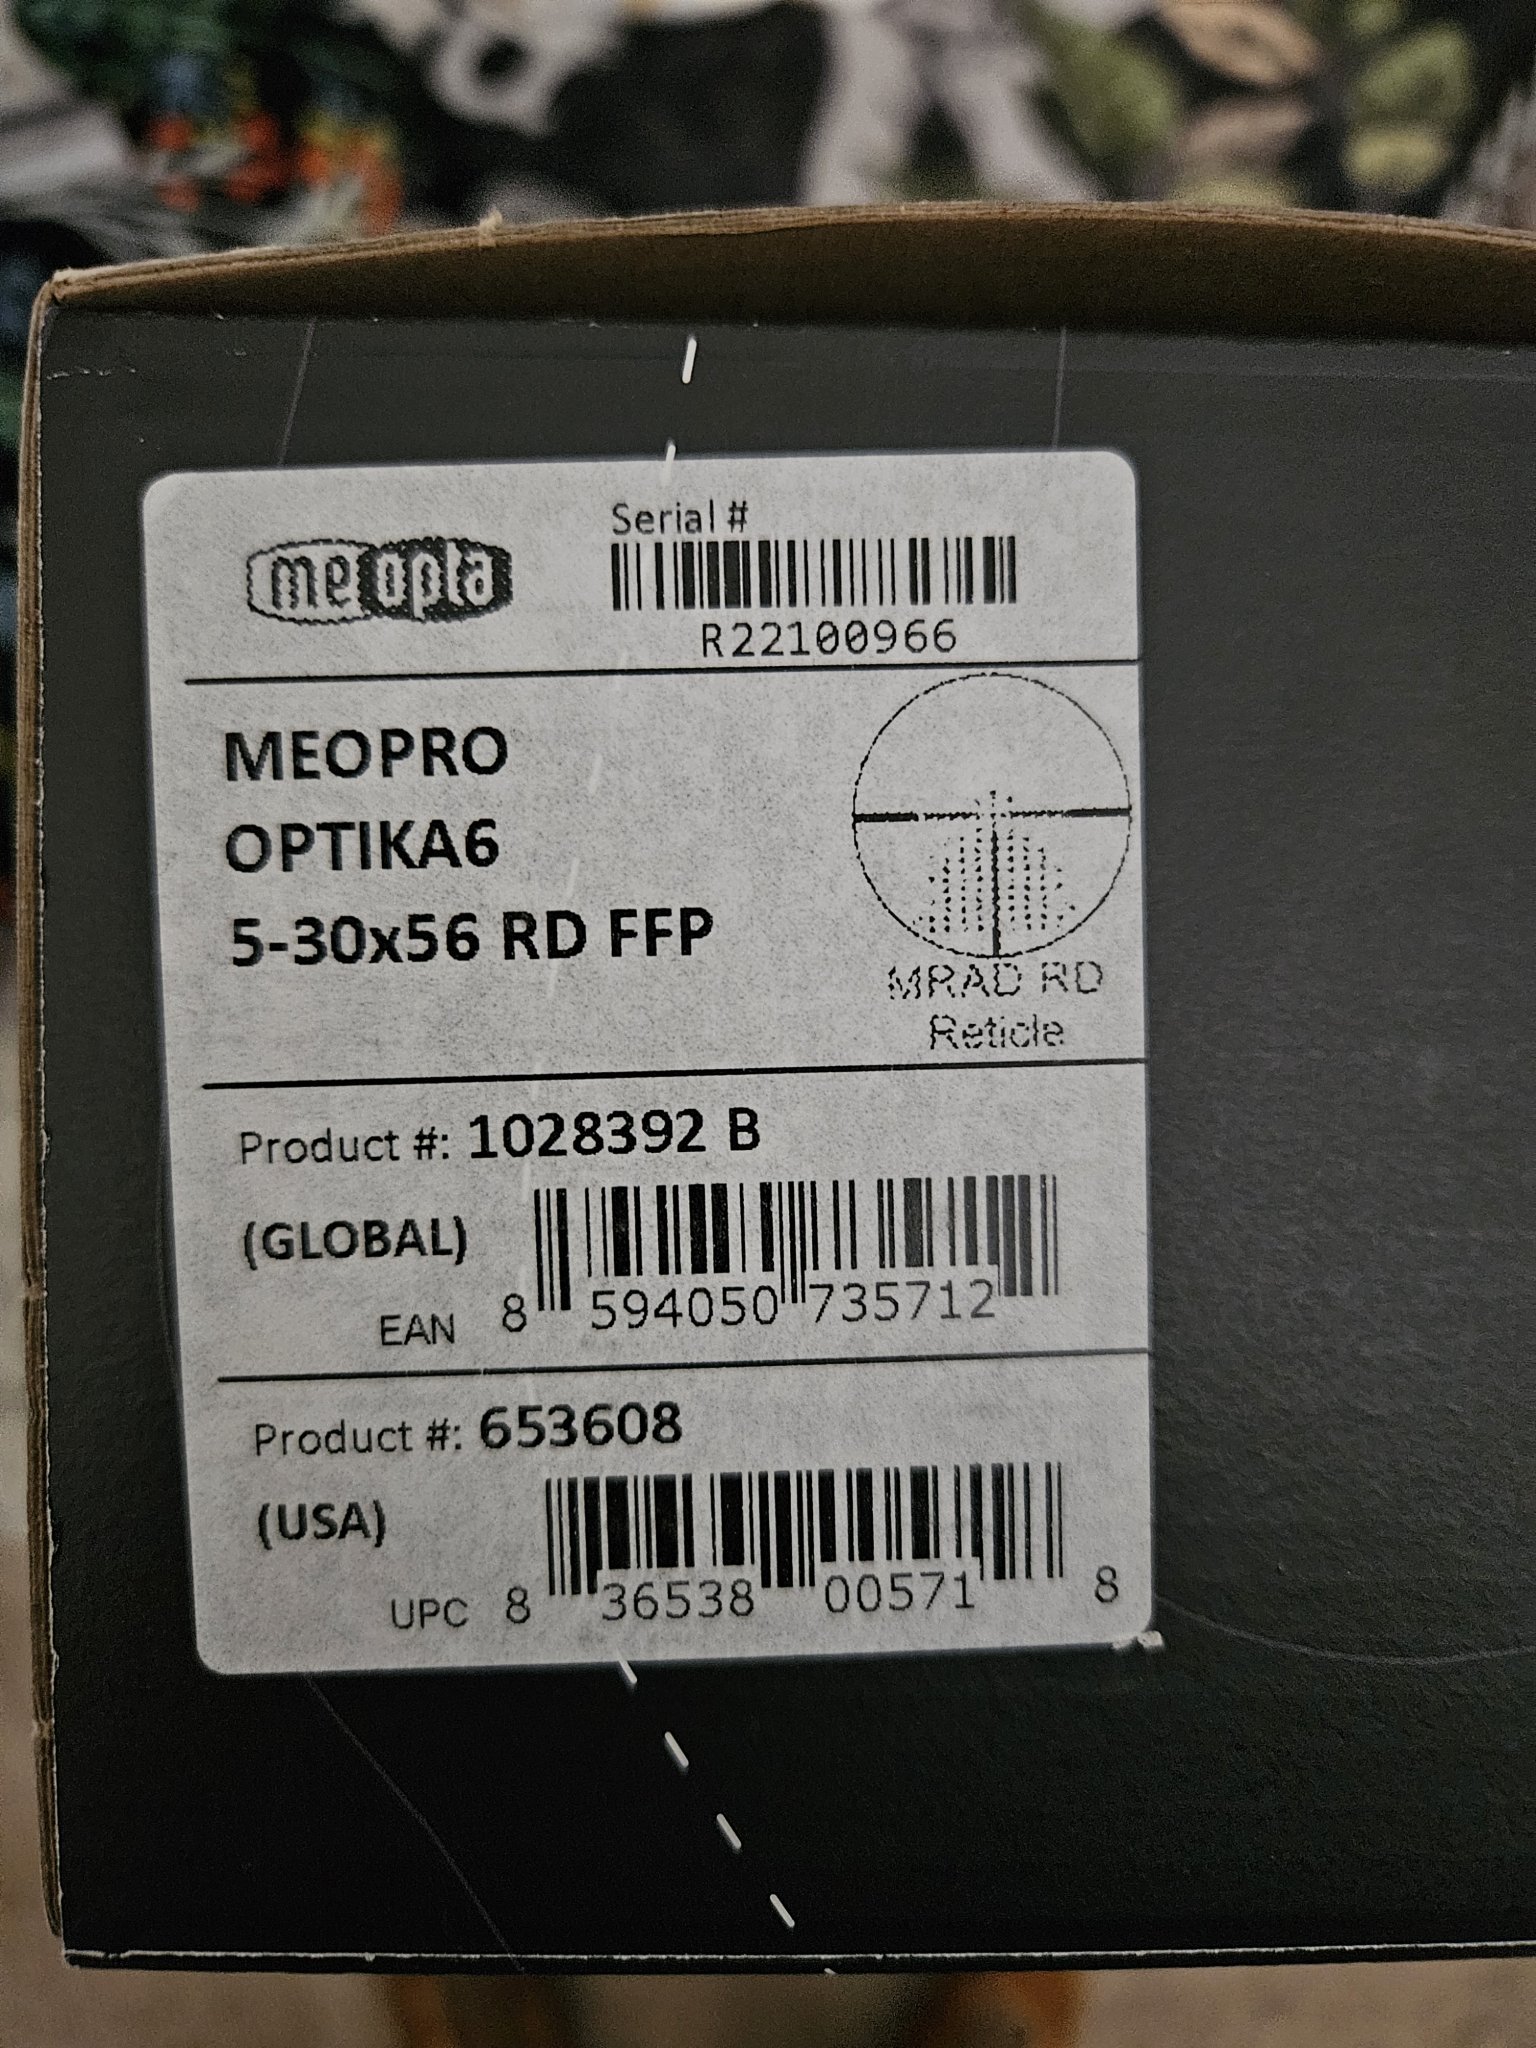 meopta
Serial #
R22100966
MEOPRO
OPTIKA6
5-30x56 RD FFP
MRAD RD
Reticle
Product #: 1028392 B
(GLOBAL)
EAN 8 594050 735712
Product #: 653608
(USA)
UPC 8 36538 00571 8